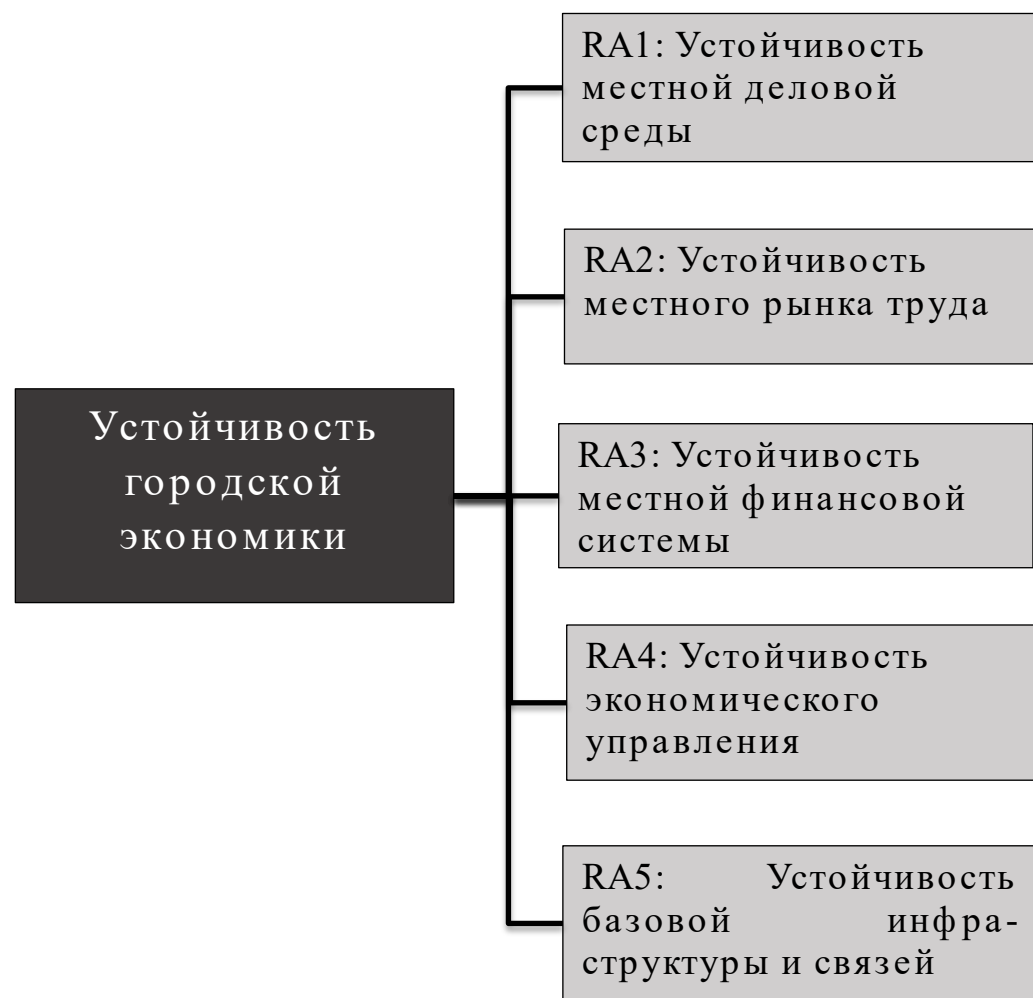 RA1: Устойчивость
местной деловой
среды
RA2: Устойчивость
местного рынка труда
Устойчивость
городской
экономики
RA3: Устойчивость
местной финансовой
системы
RA4: Устойчивость
экономического
управления
RA5: Устойчивость
базовой инфра-
структуры и связей